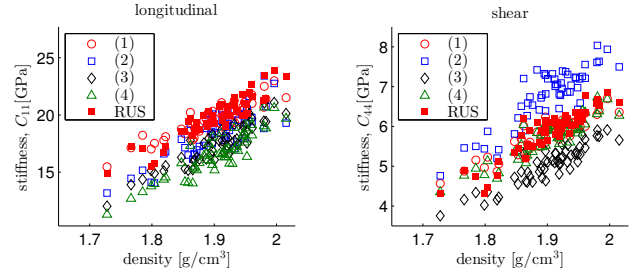 longitudinal
stiffness, C₁₁[GPa]
25
20
15
(1)
(2)
(3)
(4)
RUS
1.7 1.8 1.9 2
density [g/cm³]
shear
stiffness, C₄₄[GPa]
8
7
6
5
4
(1)
(2)
(3)
(4)
RUS
1.7 1.8 1.9 2
density [g/cm³]